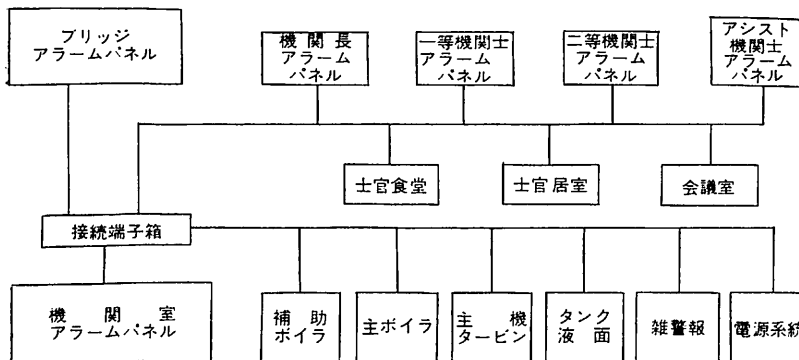 ブリッジ
アラームパネル
機関長
アラーム
パネル
一等機関士
アラーム
パネル
二等機関士
アラーム
パネル
アシスト
機関士
アラーム
パネル
士官食堂
士官居室
会議室
接続端子箱
機関室
アラームパネル
補助
ボイラ
主ボイラ
主機
タービン
タンク
液面
雑警報
電源系統